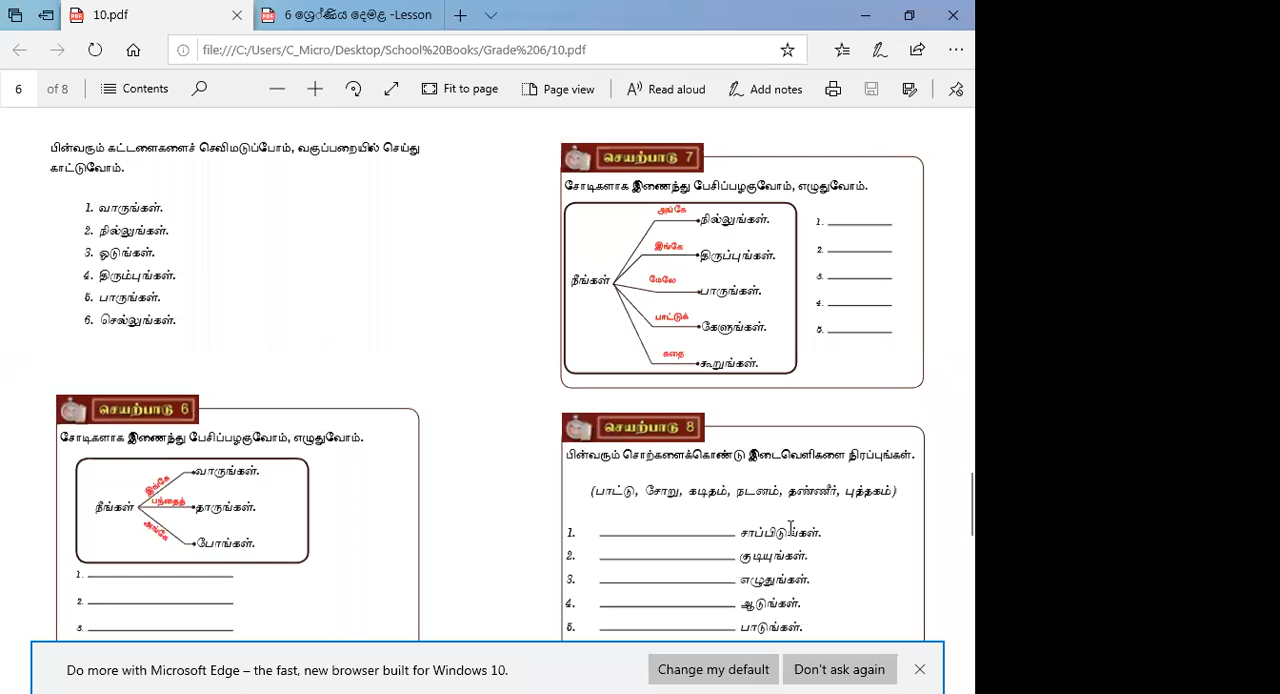 10.pdf
6 ශ්‍රේණිය දෙමළ -Lesson
file:///C:/Users/C_Micro/Desktop/School%20Books/Grade%206/10.pdf
6 of 8
Contents
Fit to page
Page view
Read aloud
Add notes
பின்வரும் கட்டளைகளைச் செவிமடுப்போம், வகுப்பறையில் செய்து
காட்டுவோம்.
1. வாருங்கள்.
2. நில்லுங்கள்.
3. ஓடுங்கள்.
4. திரும்புங்கள்.
5. பாருங்கள்.
6. செல்லுங்கள்.
செயற்பாடு 6
சோடிகளாக இணைந்து பேசிப்பழகுவோம், எழுதுவோம்.
நீங்கள்
இங்கே வாருங்கள்.
பந்தைத் தாருங்கள்.
அங்கே போங்கள்.
1.
2.
3.
செயற்பாடு 7
சோடிகளாக இணைந்து பேசிப்பழகுவோம், எழுதுவோம்.
நீங்கள்
அங்கே நில்லுங்கள்.
இங்கே திருப்புங்கள்.
மேலே பாருங்கள்.
பாட்டுக் கேளுங்கள்.
கதை கூறுங்கள்.
1.
2.
3.
4.
5.
செயற்பாடு 8
பின்வரும் சொற்களைக்கொண்டு இடைவெளிகளை நிரப்புங்கள்.
(பாட்டு, சோறு, கடிதம், நடனம், தண்ணீர், புத்தகம்)
1. சாப்பிடுங்கள்.
2. குடியுங்கள்.
3. எழுதுங்கள்.
4. ஆடுங்கள்.
5. பாடுங்கள்.
Do more with Microsoft Edge – the fast, new browser built for Windows 10.
Change my default
Don't ask again